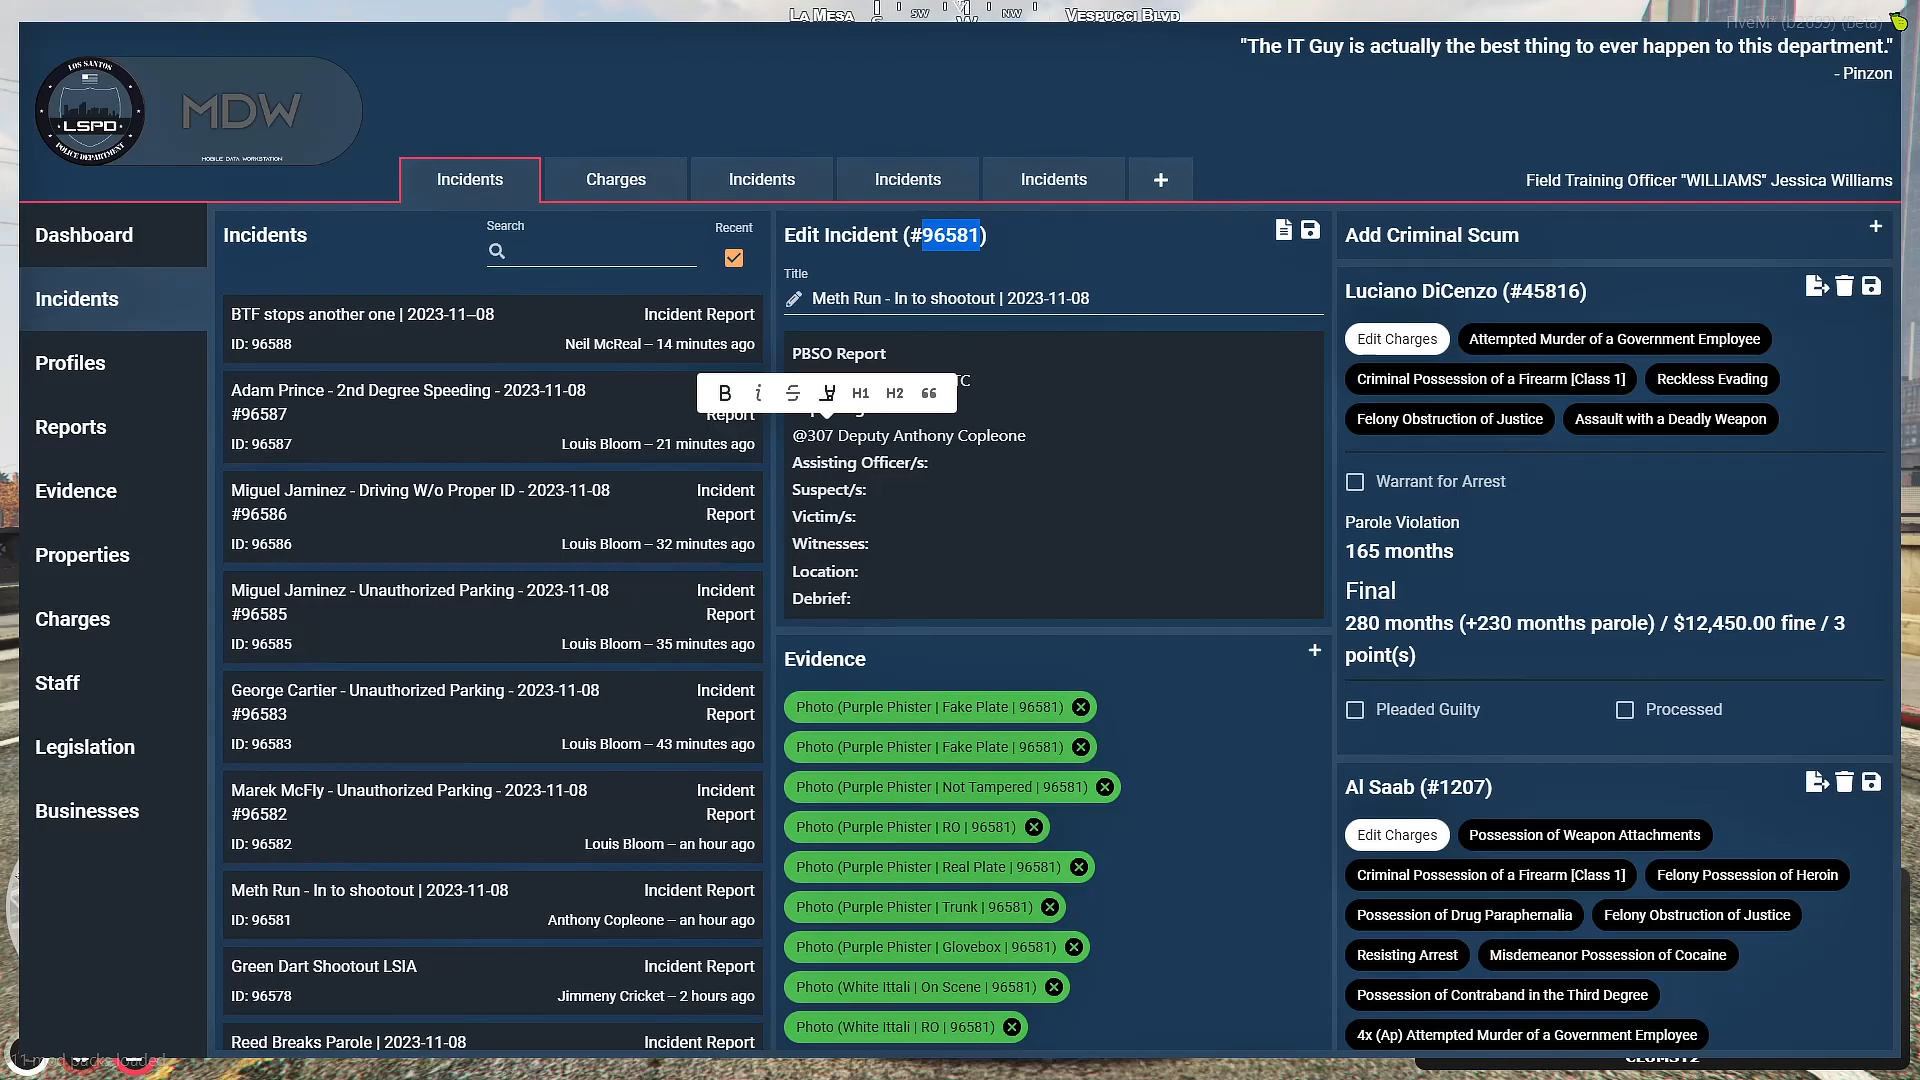 La Mesa
SW
W
NW
Vespucci Blvd
FiveM* (b2699) (Beta)
"The IT Guy is actually the best thing to ever happen to this department."
- Pinzon
LOS SANTOS
LSPD
POLICE DEPARTMENT
MDW
MOBILE DATA WORKSTATION
Incidents
Charges
Incidents
Incidents
Incidents
+
Field Training Officer "WILLIAMS" Jessica Williams
Dashboard
Incidents
Profiles
Reports
Evidence
Properties
Charges
Staff
Legislation
Businesses
Incidents
Search
Recent
BTF stops another one | 2023-11--08
Incident Report
ID: 96588
Neil McReal – 14 minutes ago
Adam Prince - 2nd Degree Speeding - 2023-11-08
#96587
Report
ID: 96587
Louis Bloom – 21 minutes ago
Miguel Jaminez - Driving W/o Proper ID - 2023-11-08
#96586
Incident
Report
ID: 96586
Louis Bloom – 32 minutes ago
Miguel Jaminez - Unauthorized Parking - 2023-11-08
#96585
Incident
Report
ID: 96585
Louis Bloom – 35 minutes ago
George Cartier - Unauthorized Parking - 2023-11-08
#96583
Incident
Report
ID: 96583
Louis Bloom – 43 minutes ago
Marek McFly - Unauthorized Parking - 2023-11-08
#96582
Incident
Report
ID: 96582
Louis Bloom – an hour ago
Meth Run - In to shootout | 2023-11-08
Incident Report
ID: 96581
Anthony Copleone – an hour ago
Green Dart Shootout LSIA
Incident Report
ID: 96578
Jimmeny Cricket – 2 hours ago
Reed Breaks Parole | 2023-11-08
Incident Report
Edit Incident (#96581)
Title
Meth Run - In to shootout | 2023-11-08
PBSO Report
TC
B i S H1 H2 66
@307 Deputy Anthony Copleone
Assisting Officer/s:
Suspect/s:
Victim/s:
Witnesses:
Location:
Debrief:
Evidence
+
Photo (Purple Phister | Fake Plate | 96581)
Photo (Purple Phister | Fake Plate | 96581)
Photo (Purple Phister | Not Tampered | 96581)
Photo (Purple Phister | RO | 96581)
Photo (Purple Phister | Real Plate | 96581)
Photo (Purple Phister | Trunk | 96581)
Photo (Purple Phister | Glovebox | 96581)
Photo (White Ittali | On Scene | 96581)
Photo (White Ittali | RO | 96581)
Add Criminal Scum
+
Luciano DiCenzo (#45816)
Edit Charges
Attempted Murder of a Government Employee
Criminal Possession of a Firearm [Class 1]
Reckless Evading
Felony Obstruction of Justice
Assault with a Deadly Weapon
Warrant for Arrest
Parole Violation
165 months
Final
280 months (+230 months parole) / $12,450.00 fine / 3
point(s)
Pleaded Guilty
Processed
Al Saab (#1207)
Edit Charges
Possession of Weapon Attachments
Criminal Possession of a Firearm [Class 1]
Felony Possession of Heroin
Possession of Drug Paraphernalia
Felony Obstruction of Justice
Resisting Arrest
Misdemeanor Possession of Cocaine
Possession of Contraband in the Third Degree
4x (Ap) Attempted Murder of a Government Employee
11 mod packs loaded